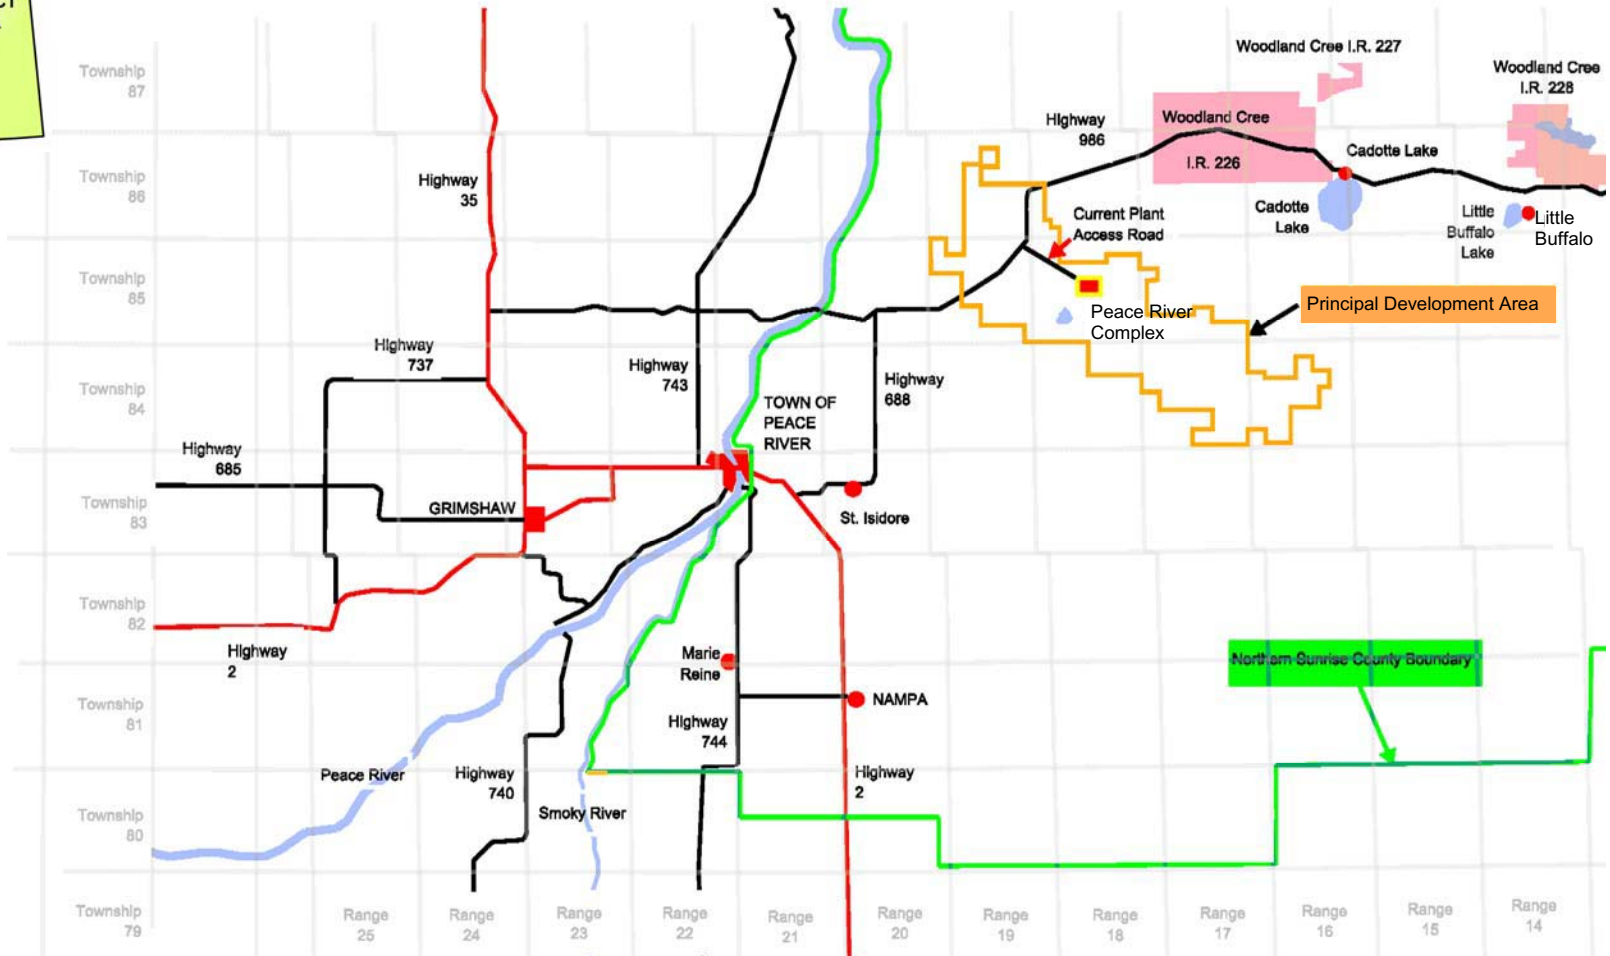 Woodland Cree I.R. 227
Woodland Cree
I.R. 228
Township
87
Highway
986
Woodland Cree
I.R. 226
Cadotte Lake
Township
86
Highway
35
Cadotte
Lake
Little
Buffalo
Lake
Little
Buffalo
Current Plant
Access Road
Township
85
Peace River
Complex
Principal Development Area
Highway
737
Highway
743
Highway
688
Township
84
TOWN OF
PEACE
RIVER
Highway
685
Township
83
GRIMSHAW
St. Isidore
Township
82
Highway
2
Marie
Reine
Northern Sunrise County Boundary
Township
81
NAMPA
Highway
744
Peace River
Highway
740
Smoky River
Highway
2
Township
80
Township
79
Range
25
Range
24
Range
23
Range
22
Range
21
Range
20
Range
19
Range
18
Range
17
Range
16
Range
15
Range
14